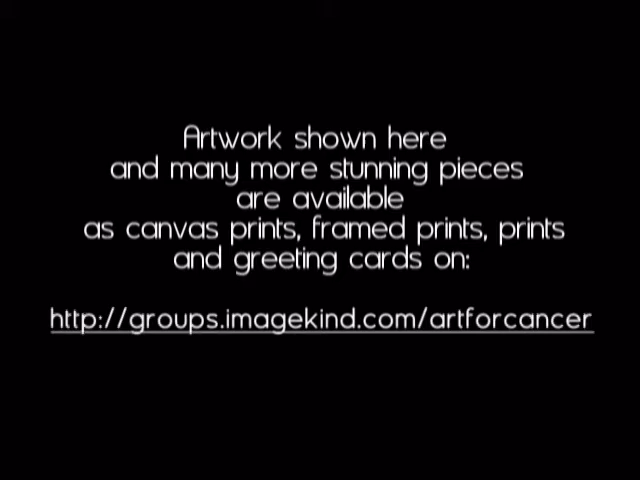 Artwork shown here
and many more stunning pieces
are available
as canvas prints, framed prints, prints
and greeting cards on:
http://groups.imagekind.com/artforcancer